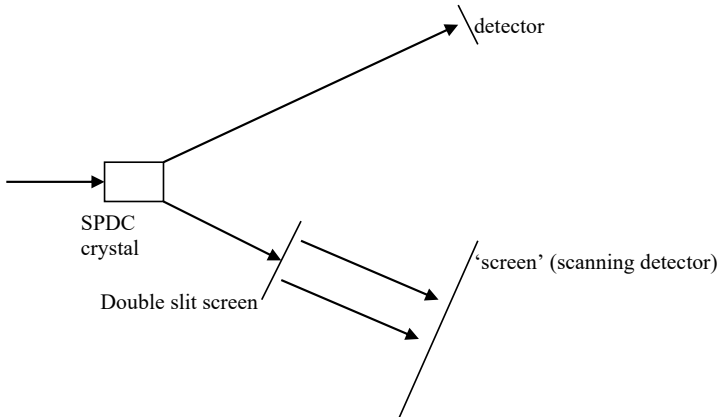 detector
SPDC
crystal
'screen' (scanning detector)
Double slit screen